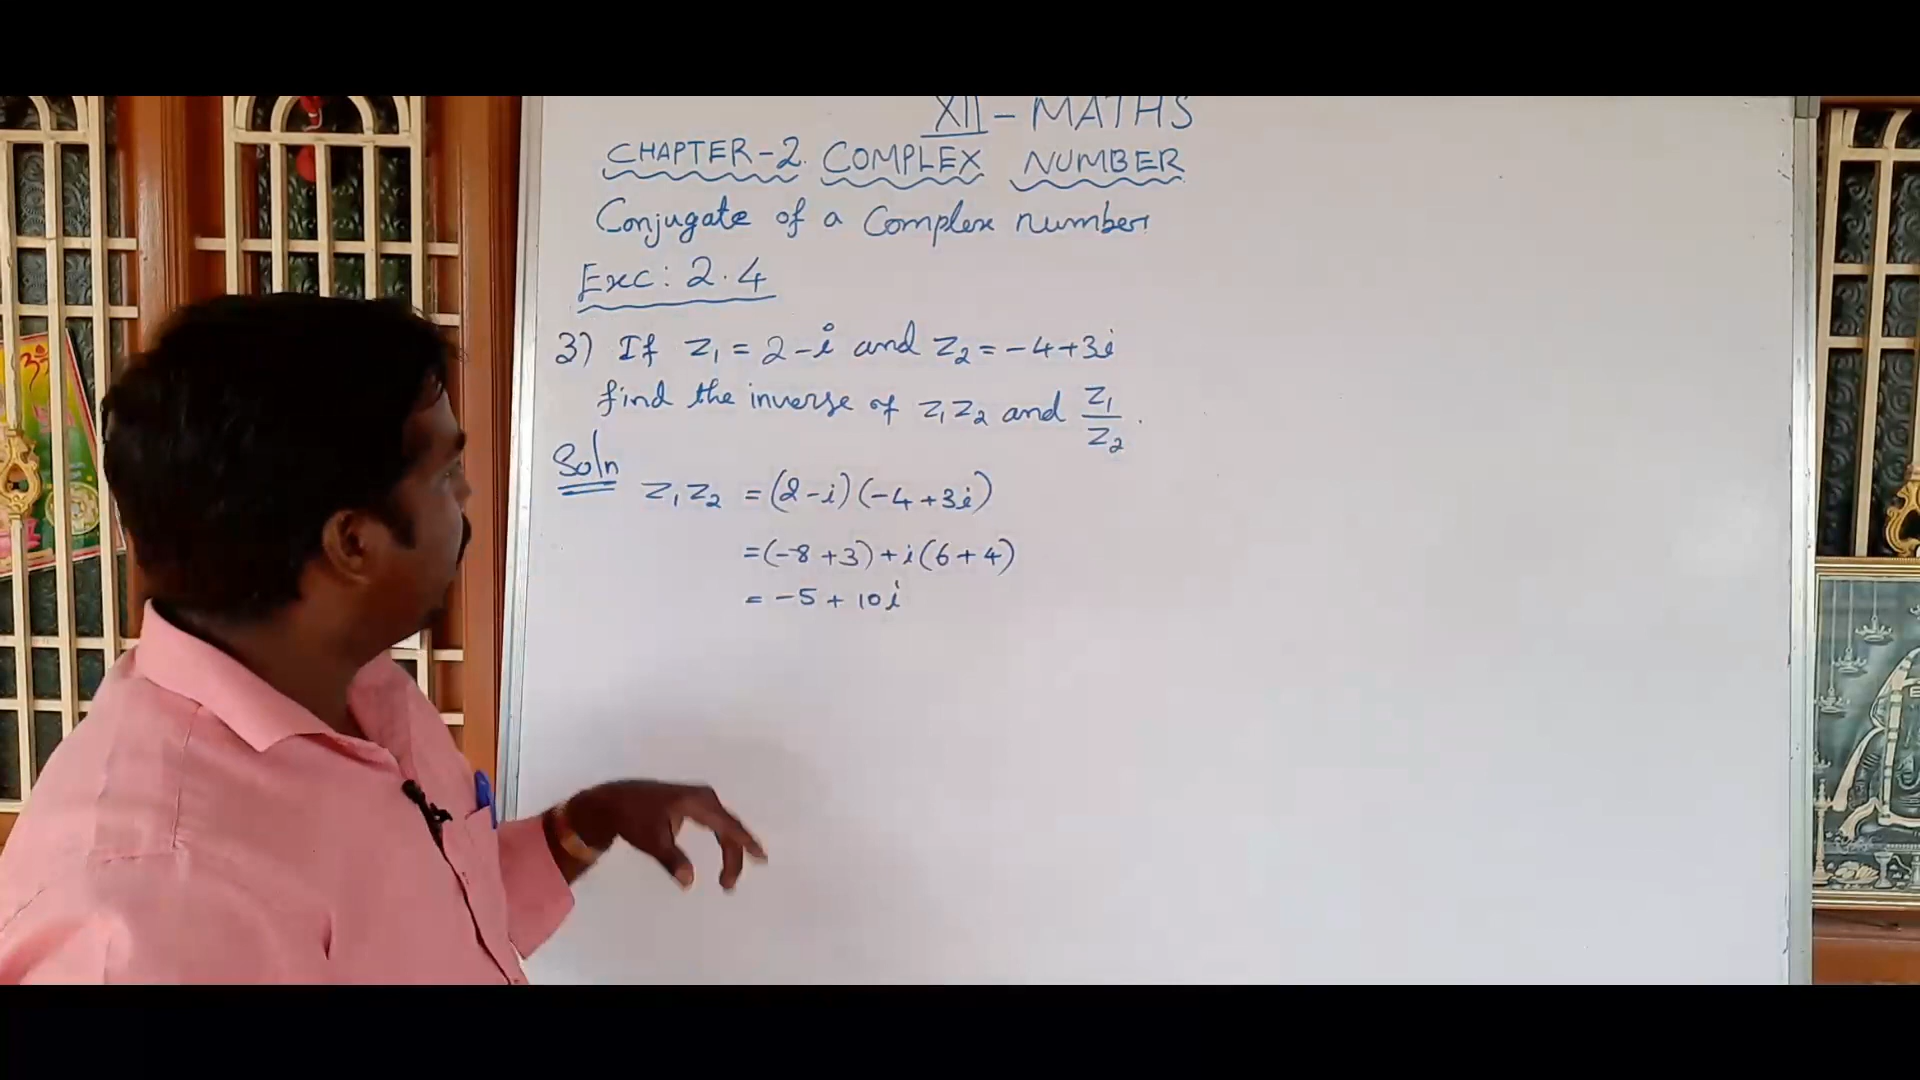 XII - MATHS
CHAPTER-2. COMPLEX NUMBER
Conjugate of a Complex number
Exc: 2.4
3) If z₁ = 2-i and z₂ = -4+3i
find the inverse of z₁z₂ and z₁/z₂.
Soln
z₁z₂ = (2-i)(-4+3i)
=(-8+3)+i(6+4)
= -5+10i
ॐ